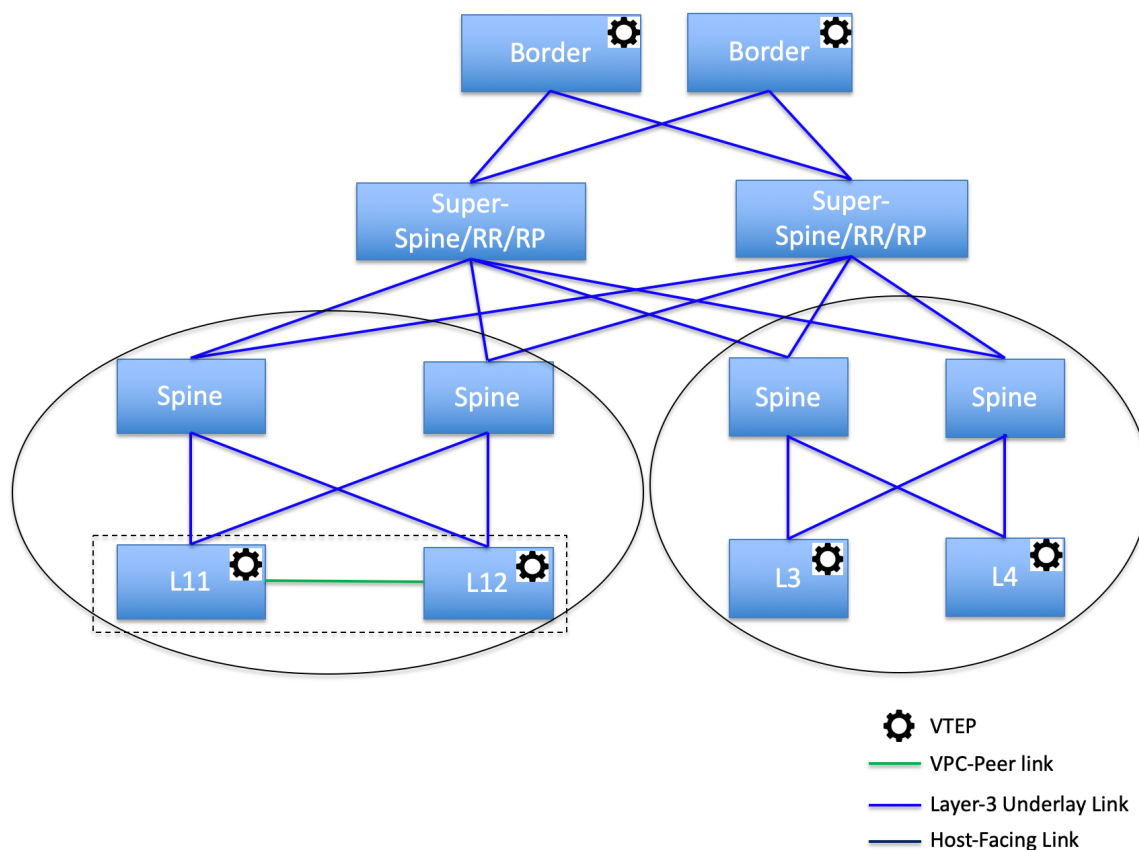 Border
Border
Super-
Spine/RR/RP
Super-
Spine/RR/RP
Spine
Spine
Spine
Spine
L11
L12
L3
L4
VTEP
VPC-Peer link
Layer-3 Underlay Link
Host-Facing Link